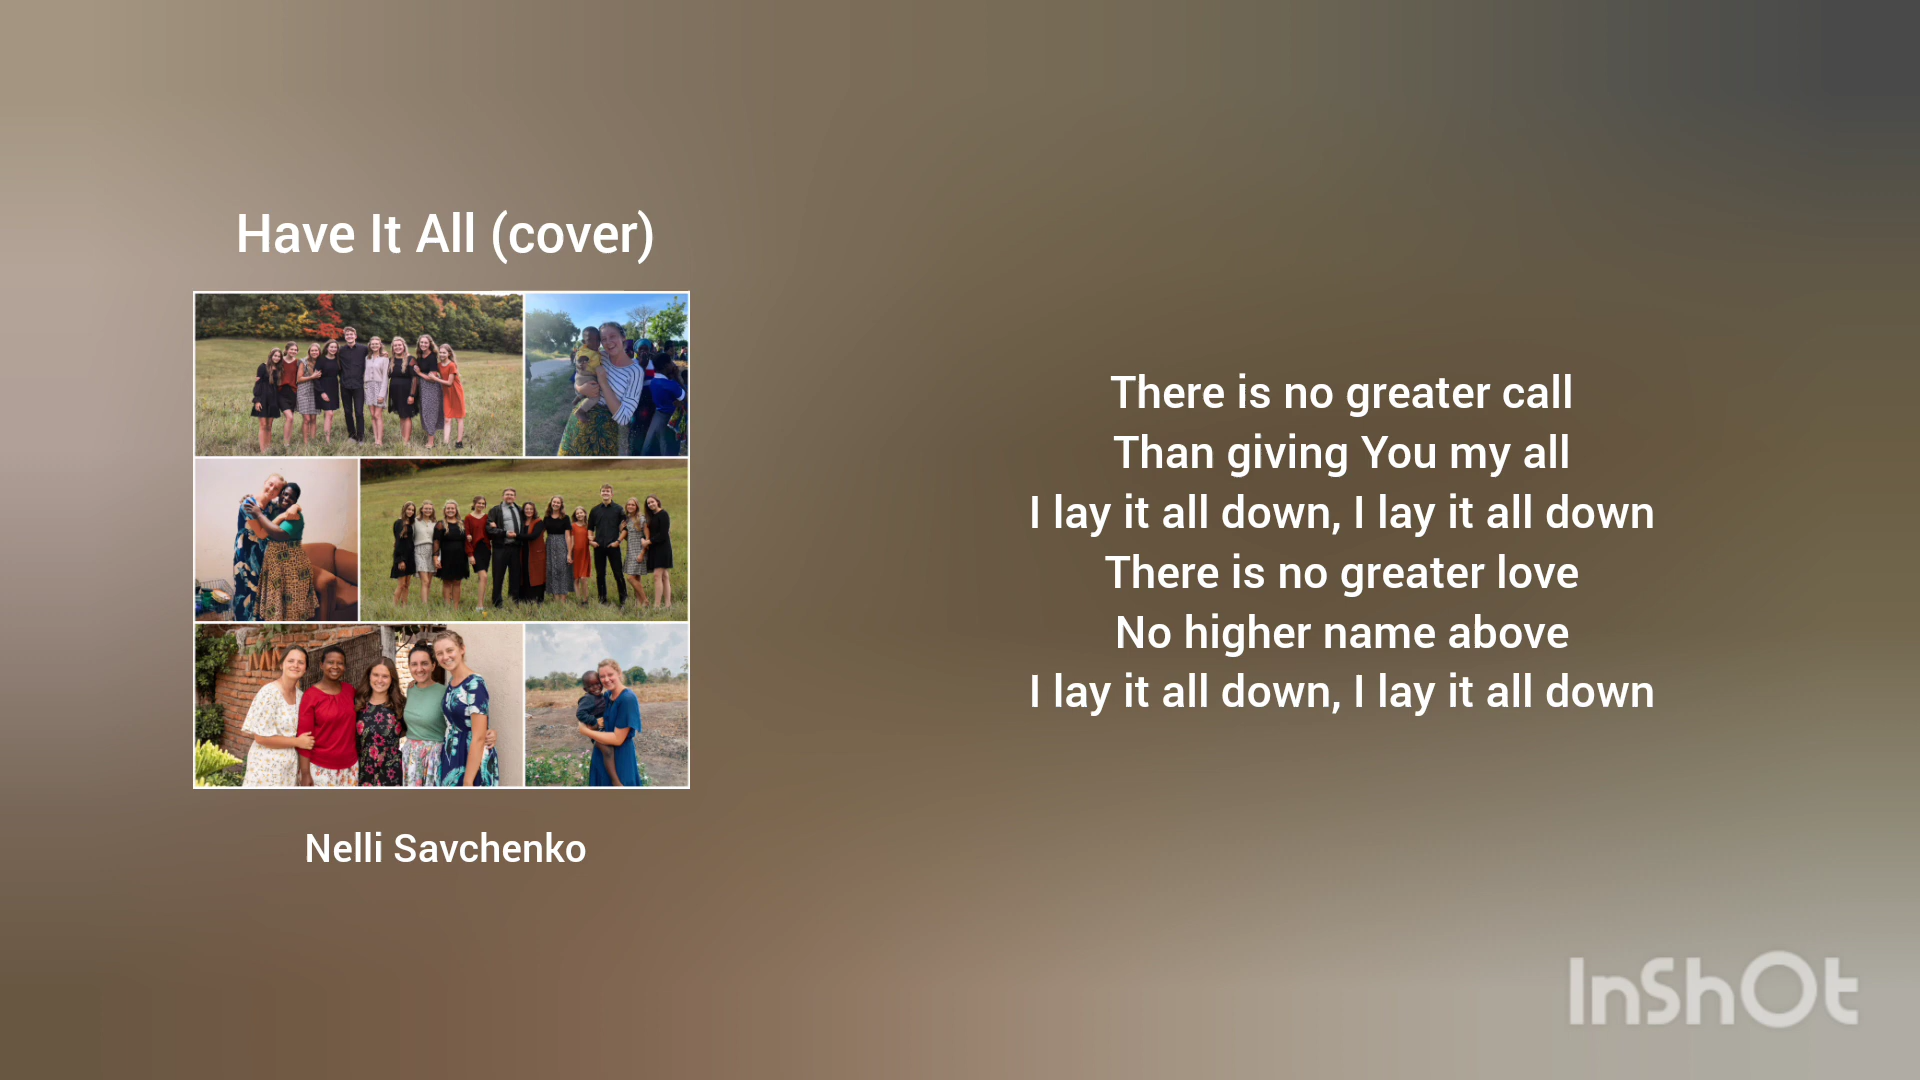 Have It All (cover)
Nelli Savchenko
There is no greater call
Than giving You my all
I lay it all down, I lay it all down
There is no greater love
No higher name above
I lay it all down, I lay it all down
InShOt